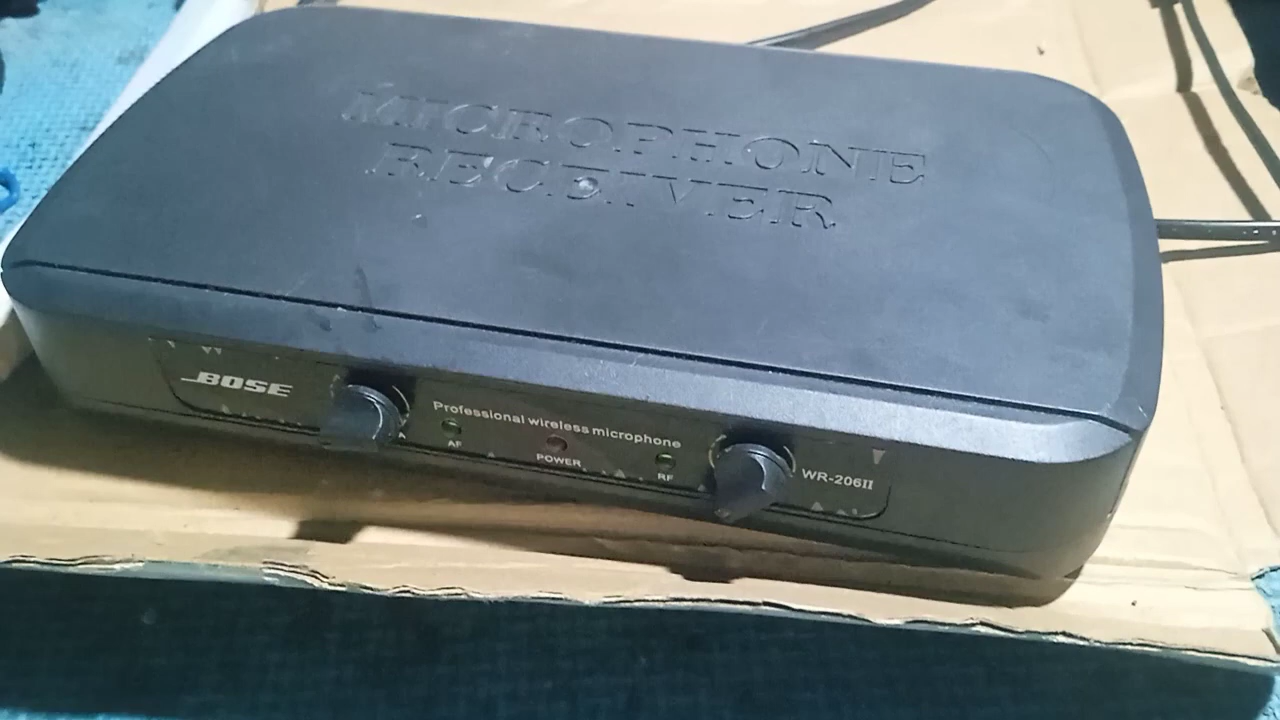 MICROPHONE
RECEIVER
BOSE
Professional wireless microphone
AF
POWER
RF
WR-206II